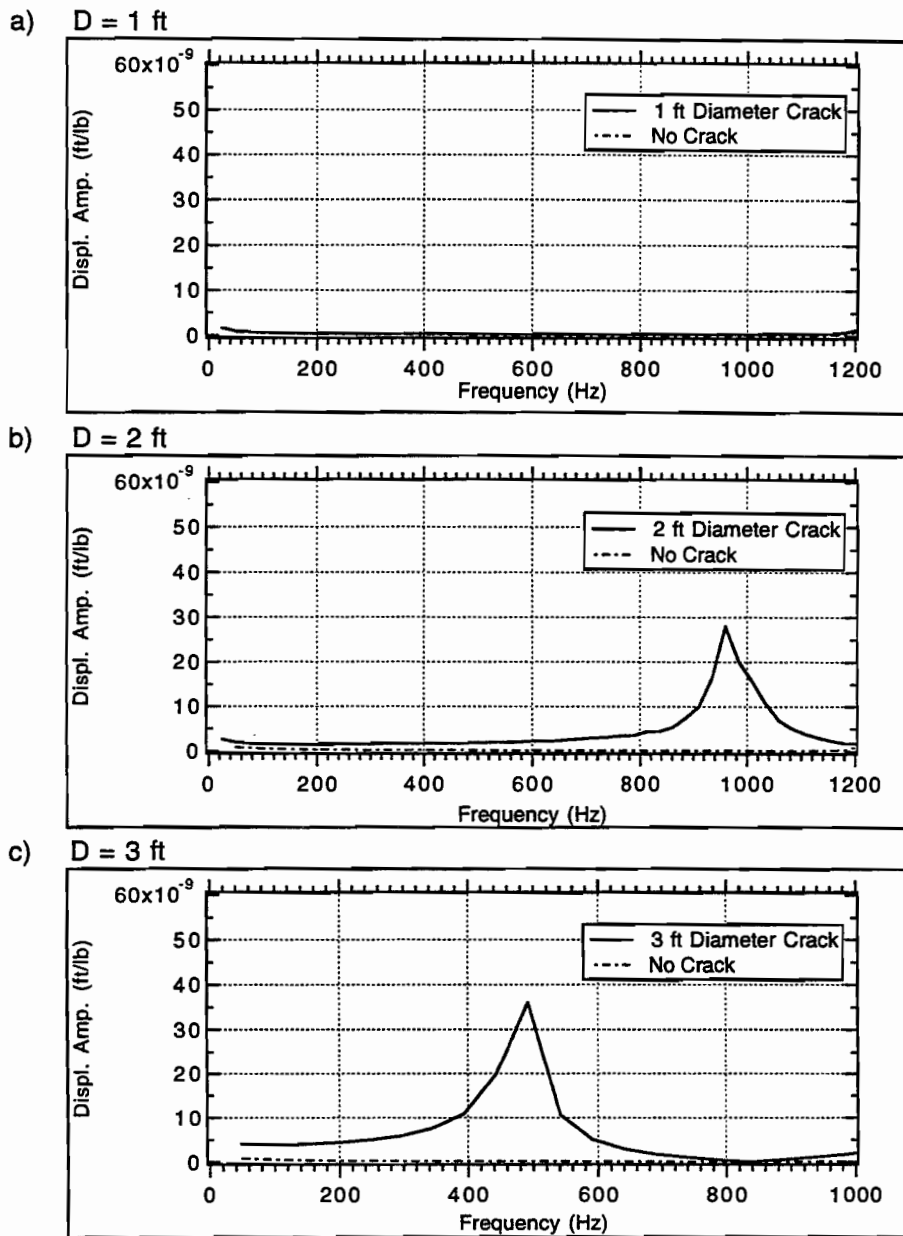 a) D = 1 ft
60x10⁻⁹
50
40
30
20
10
0
Displ. Amp. (ft/lb)
1 ft Diameter Crack
No Crack
0 200 400 600 800 1000 1200
Frequency (Hz)
b) D = 2 ft
60x10⁻⁹
50
40
30
20
10
0
Displ. Amp. (ft/lb)
2 ft Diameter Crack
No Crack
0 200 400 600 800 1000 1200
Frequency (Hz)
c) D = 3 ft
60x10⁻⁹
50
40
30
20
10
0
Displ. Amp. (ft/lb)
3 ft Diameter Crack
No Crack
0 200 400 600 800 1000
Frequency (Hz)